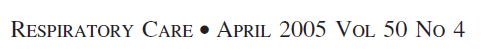 RESPIRATORY CARE • APRIL 2005 VOL 50 NO 4